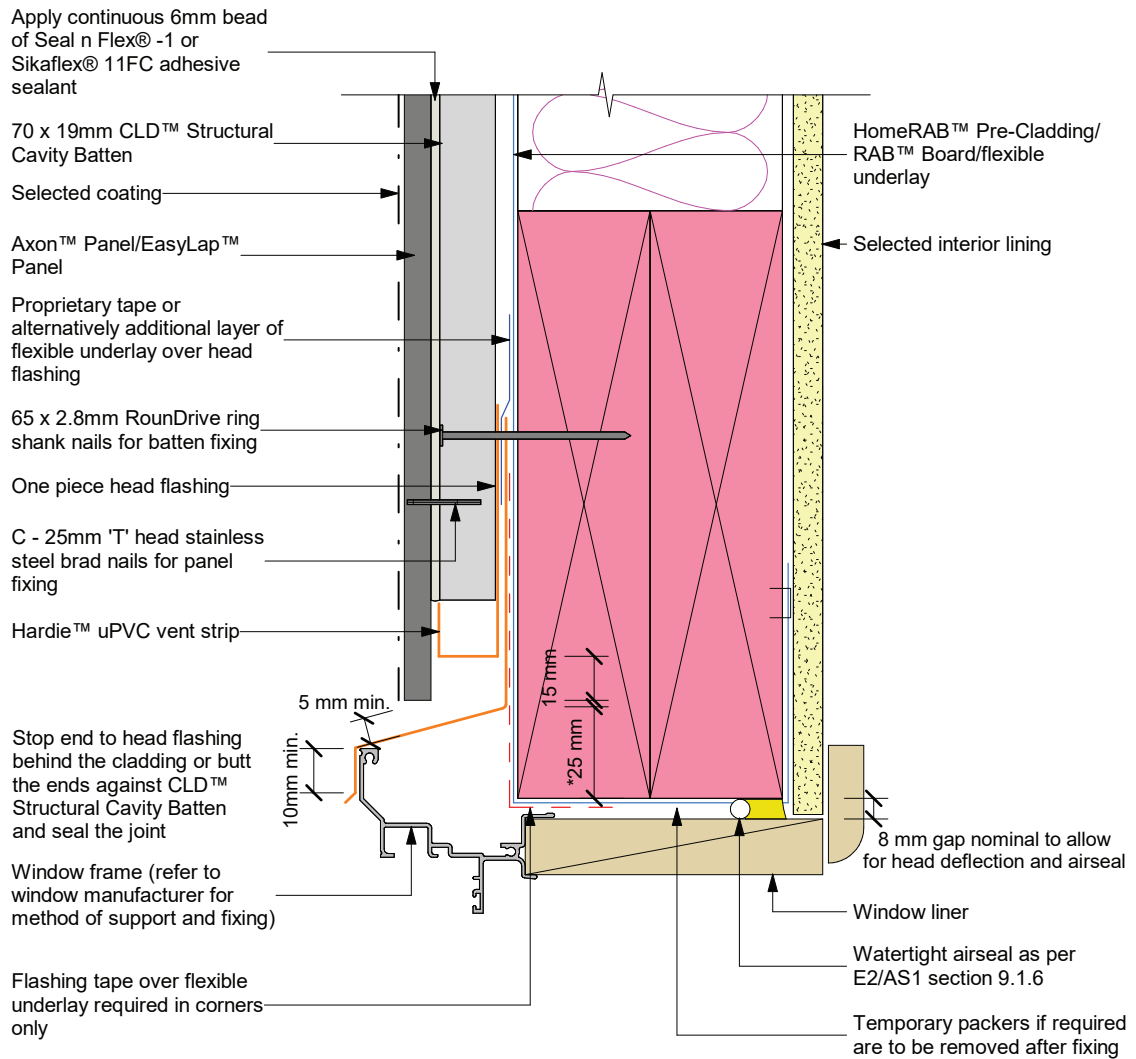 Apply continuous 6mm bead
of Seal n Flex® -1 or
Sikaflex® 11FC adhesive
sealant
70 x 19mm CLD™ Structural
Cavity Batten
Selected coating
Axon™ Panel/EasyLap™
Panel
Proprietary tape or
alternatively additional layer of
flexible underlay over head
flashing
65 x 2.8mm RounDrive ring
shank nails for batten fixing
One piece head flashing
C - 25mm 'T' head stainless
steel brad nails for panel
fixing
Hardie™ uPVC vent strip
5 mm min.
10mm min.
15 mm
*25 mm
Stop end to head flashing
behind the cladding or butt
the ends against CLD™
Structural Cavity Batten
and seal the joint
Window frame (refer to
window manufacturer for
method of support and fixing)
Flashing tape over flexible
underlay required in corners
only
HomeRAB™ Pre-Cladding/
RAB™ Board/flexible
underlay
Selected interior lining
8 mm gap nominal to allow
for head deflection and airseal
Window liner
Watertight airseal as per
E2/AS1 section 9.1.6
Temporary packers if required
are to be removed after fixing